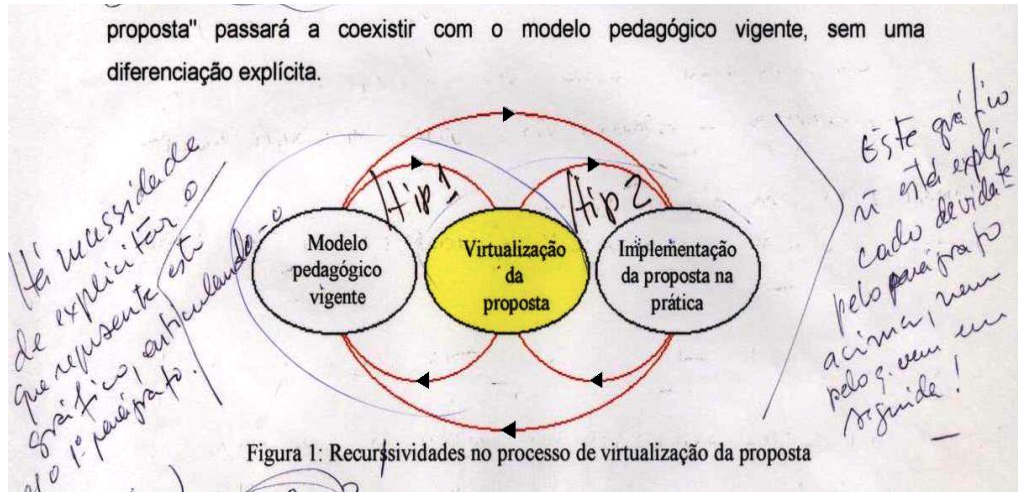 proposta" passará a coexistir com o modelo pedagógico vigente, sem uma
diferenciação explícita.
Há necessidade
de explicitar o
que representa este
gráfico, articulando-o
ao 1º parágrafo.
Hip 1
Hip 2
Modelo
pedagógico
vigente
Virtualização
da
proposta
Implementação
da proposta na
prática
Este gráfico
ñ está expli-
cado devidate
pelo parágrafo
acima, nem
pelo q. vem em
seguida!
Figura 1: Recurssividades no processo de virtualização da proposta